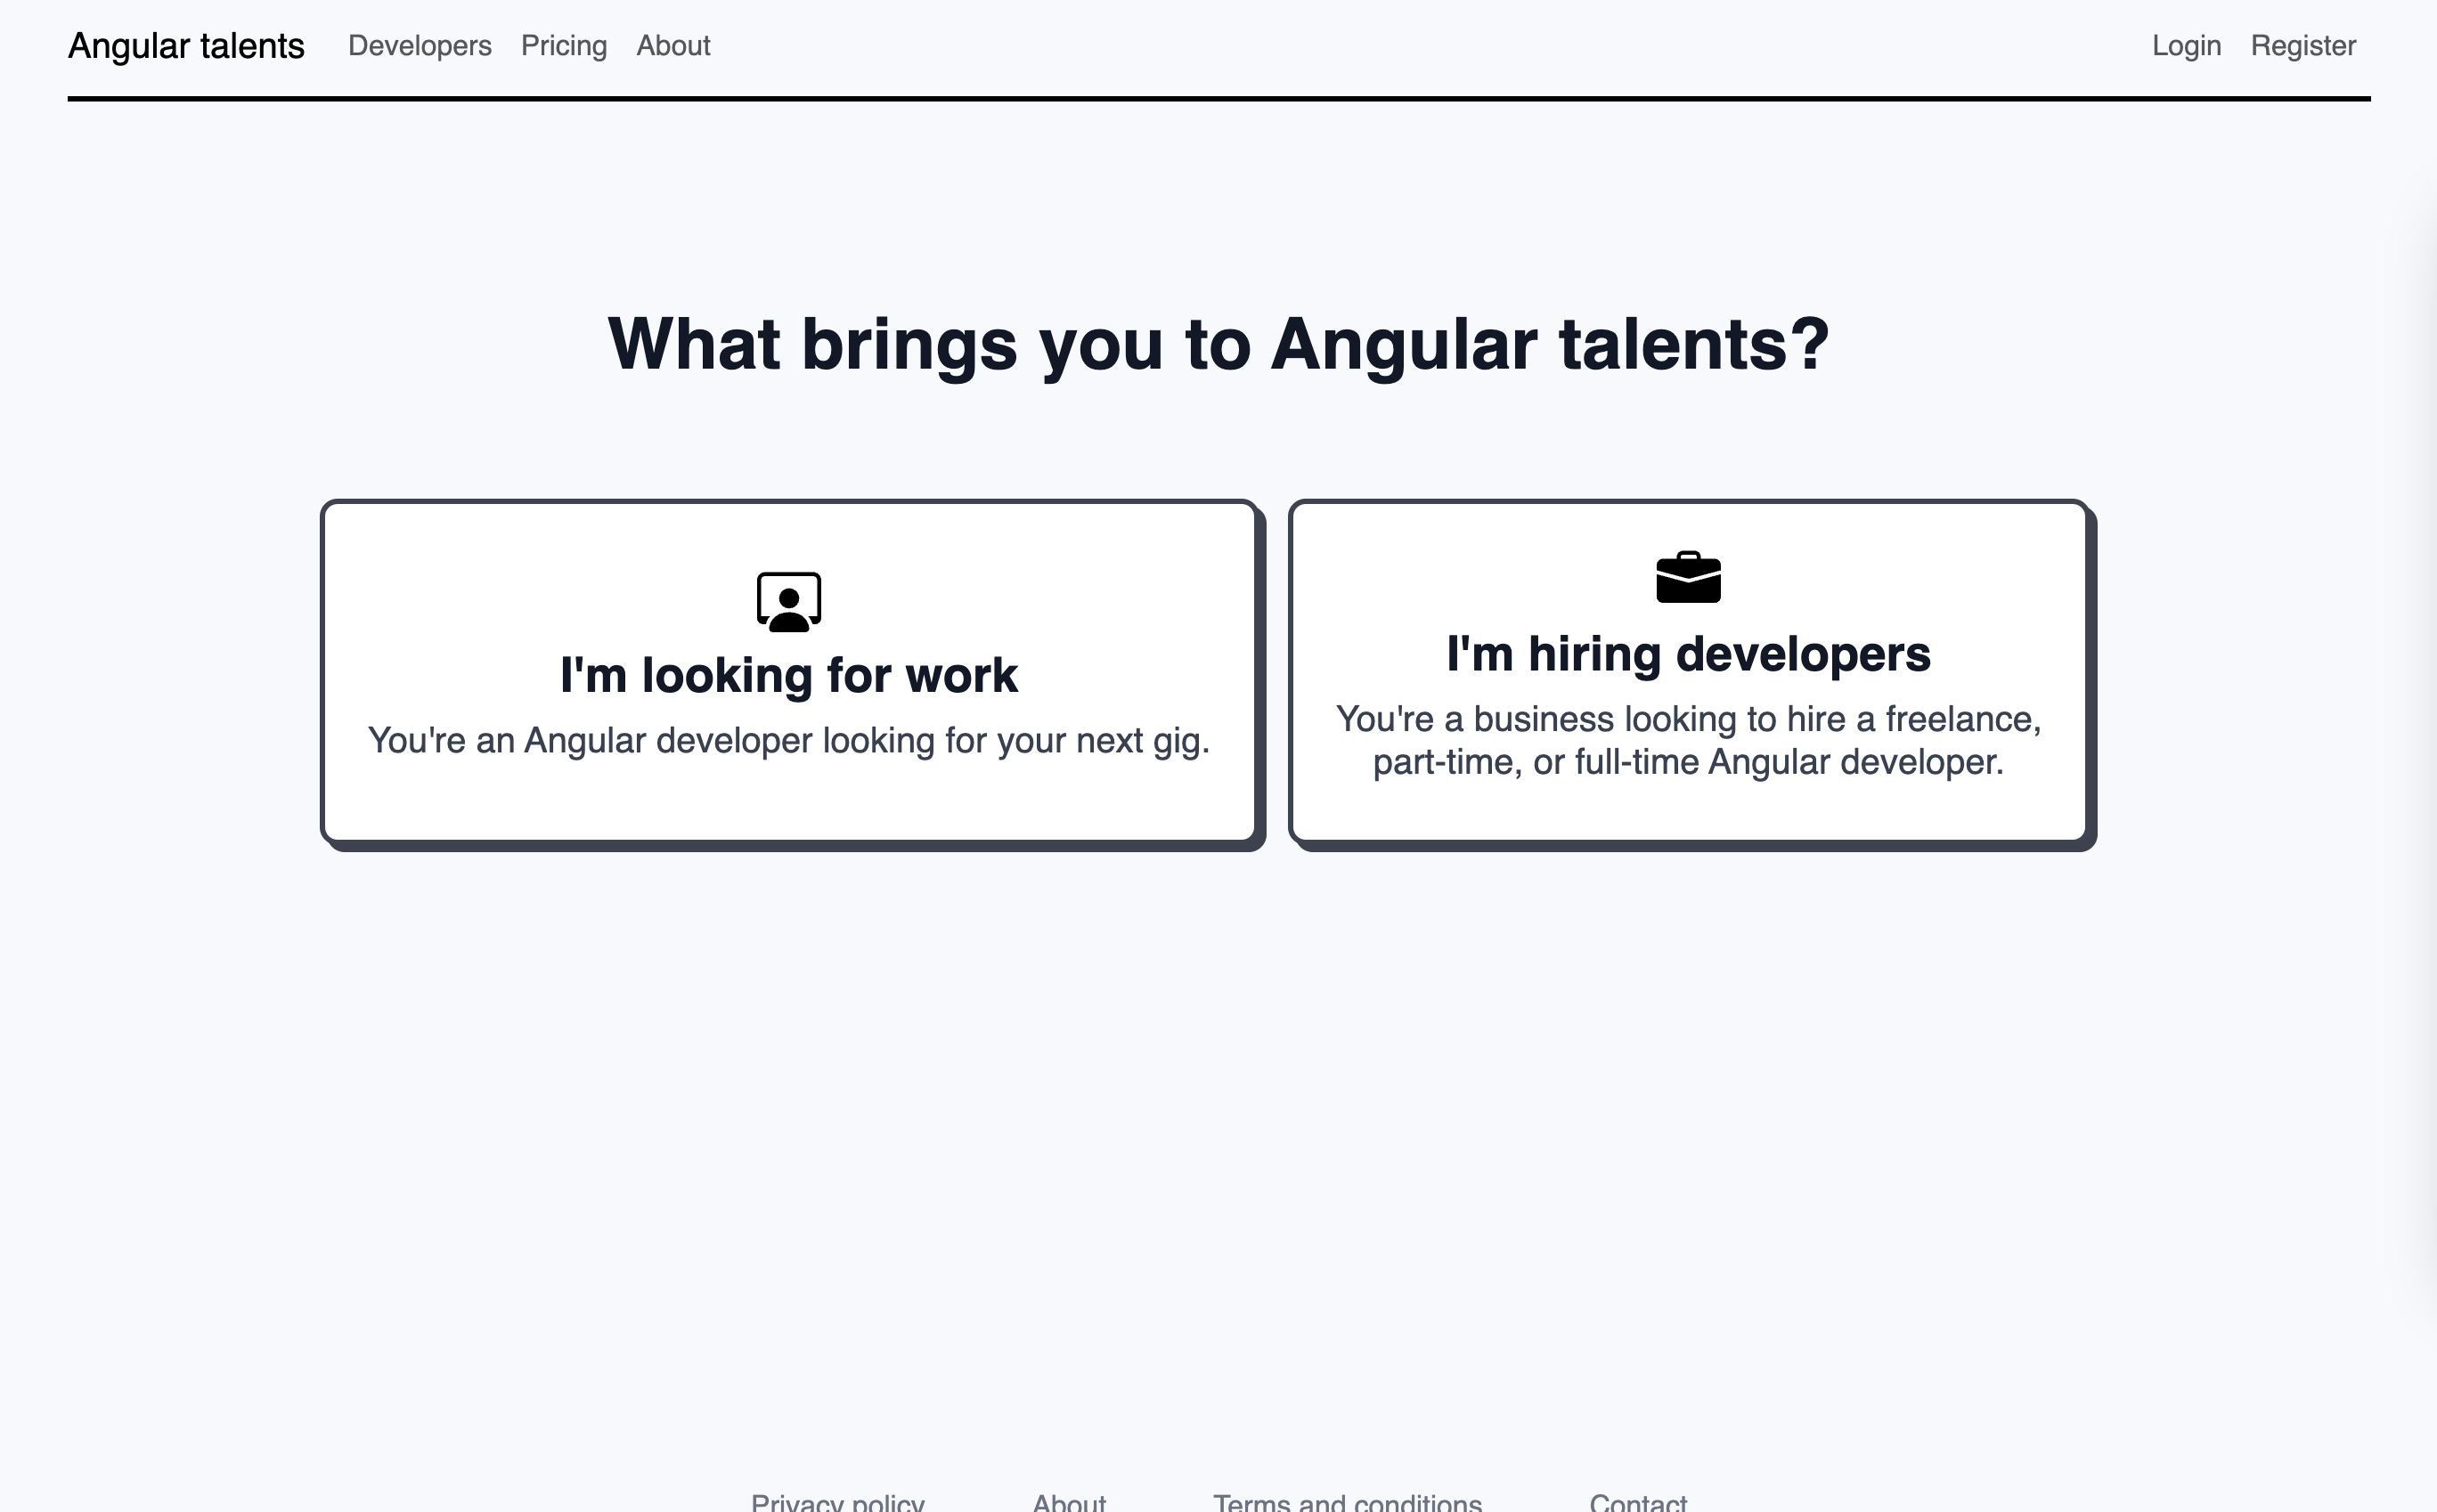 Angular talents Developers Pricing About Login Register
What brings you to Angular talents?
I'm looking for work
You're an Angular developer looking for your next gig.
I'm hiring developers
You're a business looking to hire a freelance,
part-time, or full-time Angular developer.
Privacy policy About Terms and conditions Contact